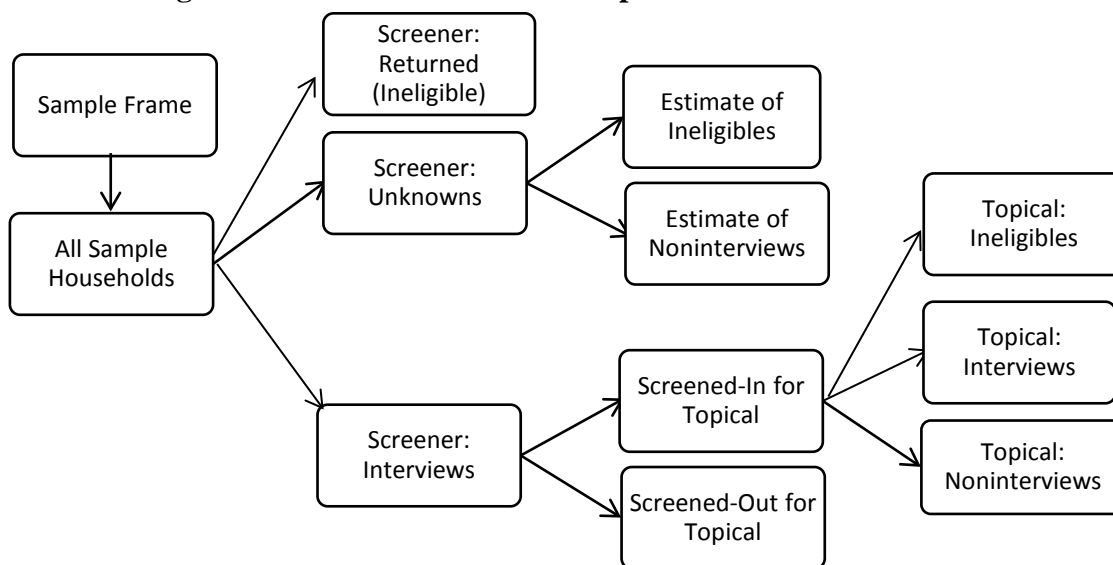 Sample Frame
All Sample
Households
Screener:
Returned
(Ineligible)
Screener:
Unknowns
Screener:
Interviews
Estimate of
Ineligibles
Estimate of
Noninterviews
Screened-In for
Topical
Screened-Out for
Topical
Topical:
Ineligibles
Topical:
Interviews
Topical:
Noninterviews